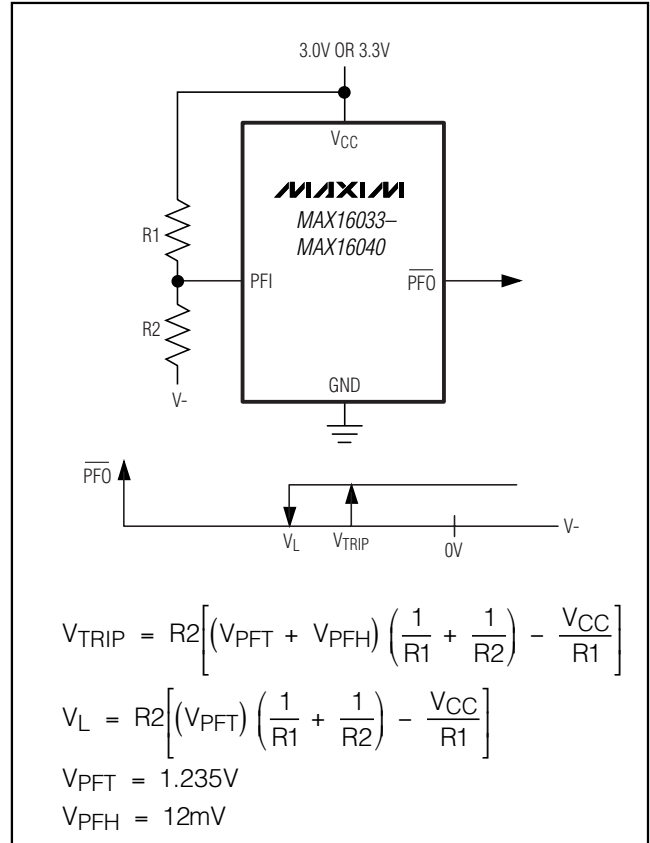 3.0V OR 3.3V
VCC
MAXIM
MAX16033–
MAX16040
R1
PFI
P̅F̅O̅
R2
V-
GND
P̅F̅O̅
VL VTRIP 0V V-
VTRIP = R2[(VPFT + VPFH) (1/R1 + 1/R2) – VCC/R1]
VL = R2[(VPFT) (1/R1 + 1/R2) – VCC/R1]
VPFT = 1.235V
VPFH = 12mV